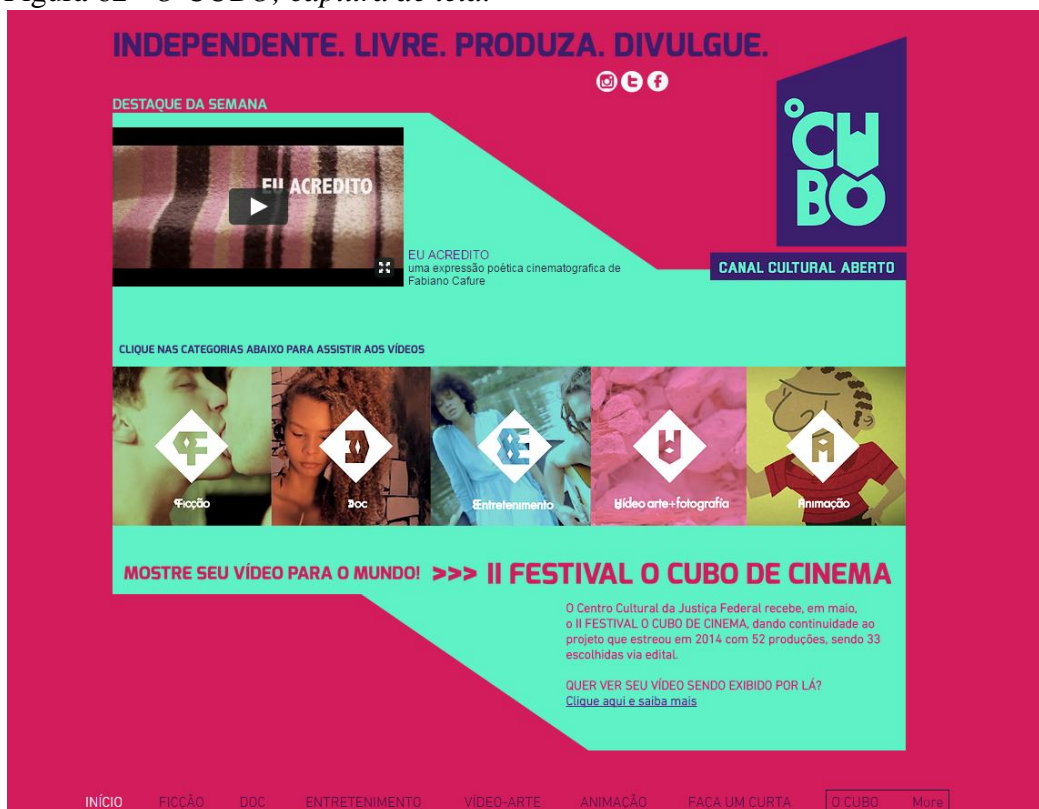 INDEPENDENTE. LIVRE. PRODUZA. DIVULGUE.
DESTAQUE DA SEMANA
O CUBO
EU ACREDITO
EU ACREDITO
uma expressão poética cinematografica de
Fabiano Cafure
CANAL CULTURAL ABERTO
CLIQUE NAS CATEGORIAS ABAIXO PARA ASSISTIR AOS VÍDEOS
F D E V A
Ficção Doc Entretenimento Vídeo arte+fotografia Animação
MOSTRE SEU VÍDEO PARA O MUNDO! >>> II FESTIVAL O CUBO DE CINEMA
O Centro Cultural da Justiça Federal recebe, em maio,
o II FESTIVAL O CUBO DE CINEMA, dando continuidade ao
projeto que estreou em 2014 com 52 produções, sendo 33
escolhidas via edital.
QUER VER SEU VÍDEO SENDO EXIBIDO POR LÁ?
Clique aqui e saiba mais
INÍCIO FICÇÃO DOC ENTRETENIMENTO VÍDEO-ARTE ANIMAÇÃO FAÇA UM CURTA O CUBO More